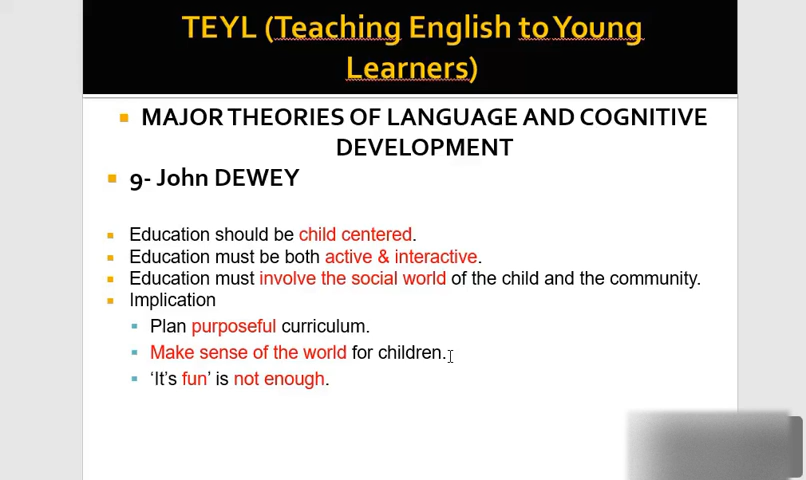 TEYL (Teaching English to Young
Learners)
MAJOR THEORIES OF LANGUAGE AND COGNITIVE
DEVELOPMENT
9- John DEWEY
Education should be child centered.
Education must be both active & interactive.
Education must involve the social world of the child and the community.
Implication
Plan purposeful curriculum.
Make sense of the world for children.
‘It’s fun’ is not enough.